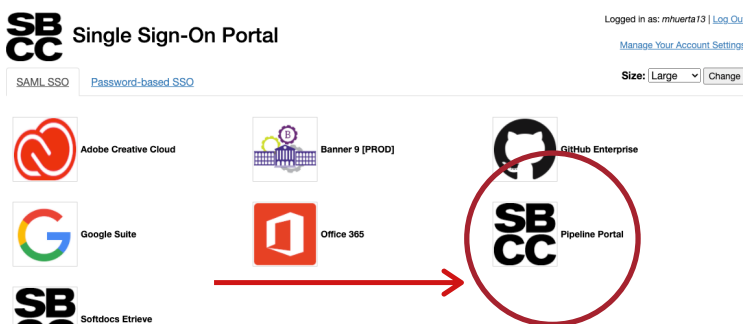 Logged in as: mhuerta13 | Log Ou
SB
CC
Single Sign-On Portal
Manage Your Account Settings
SAML SSO
Password-based SSO
Size: Large Change
Adobe Creative Cloud
B
Banner 9 [PROD]
GitHub Enterprise
Google Suite
Office 365
SB
CC
Pipeline Portal
SB
CC
Softdocs Etrieve